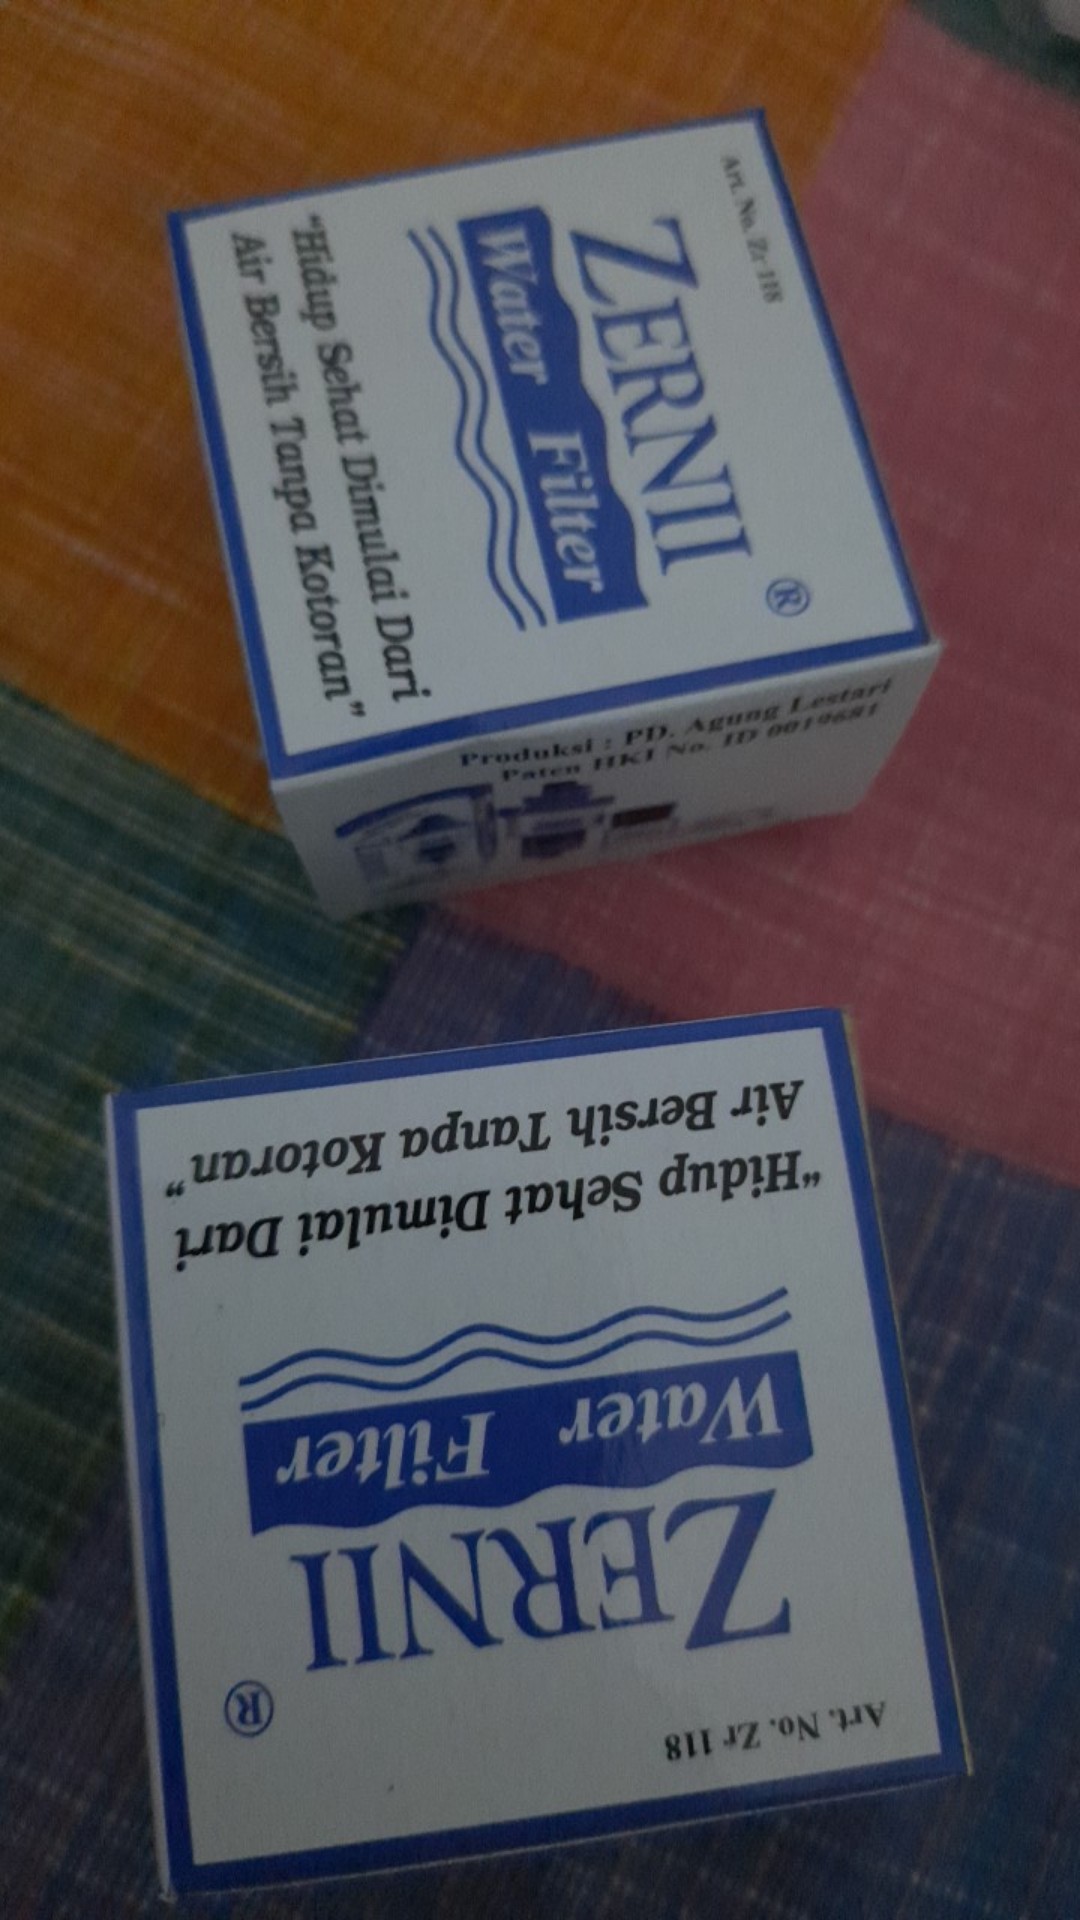 Art. No. Zr 118
ZERNII ®
Water Filter
"Hidup Sehat Dimulai Dari
Air Bersih Tanpa Kotoran"
Produksi : PD. Agung Lestari
Paten HKI No. ID 0019681
Art. No. Zr 118
ZERNII ®
Water Filter
"Hidup Sehat Dimulai Dari
Air Bersih Tanpa Kotoran"